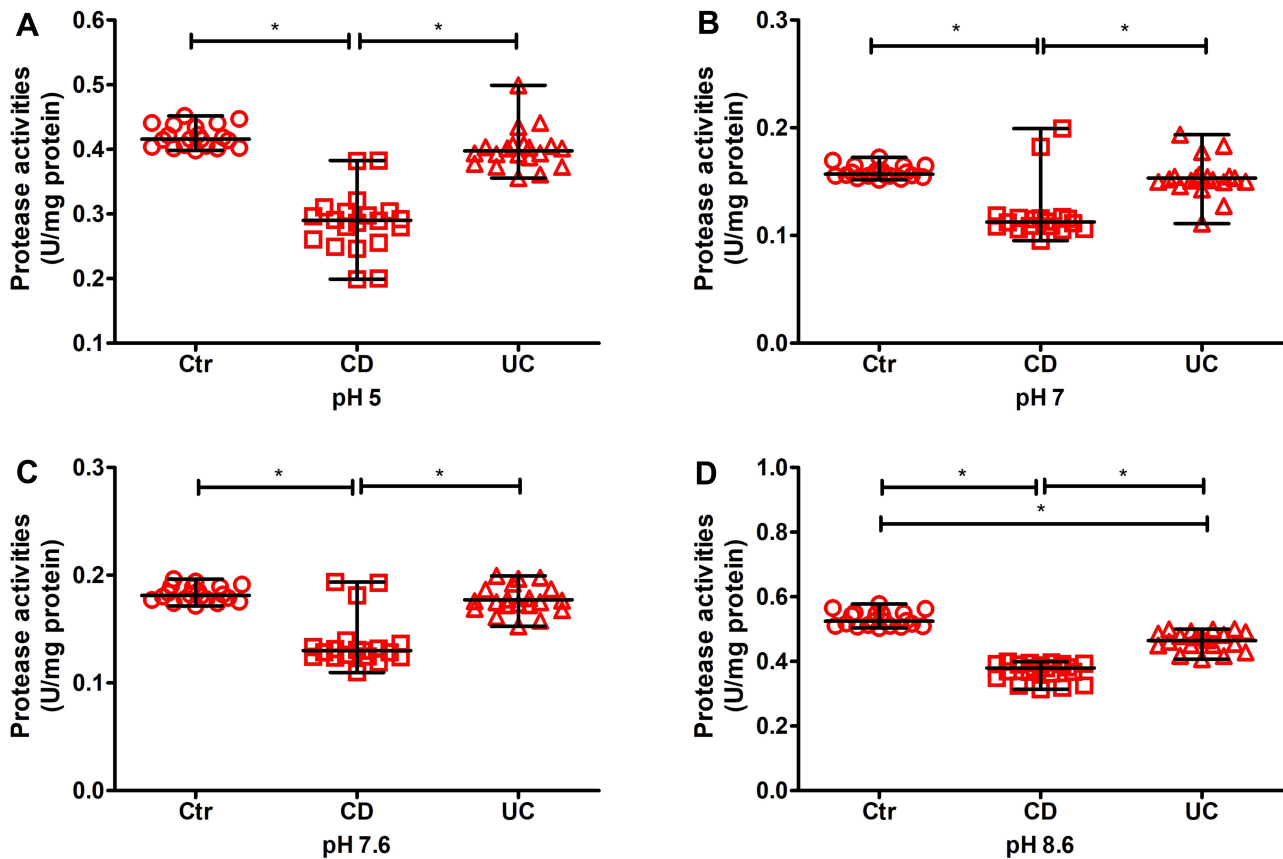 A
Protease activities
(U/mg protein)
0.6
0.5
0.4
0.3
0.2
0.1
*
*
Ctr
CD
UC
pH 5
B
Protease activities
(U/mg protein)
0.3
0.2
0.1
0.0
*
*
Ctr
CD
UC
pH 7
C
Protease activities
(U/mg protein)
0.3
0.2
0.1
0.0
*
*
Ctr
CD
UC
pH 7.6
D
Protease activities
(U/mg protein)
1.0
0.8
0.6
0.4
0.2
0.0
*
*
*
Ctr
CD
UC
pH 8.6